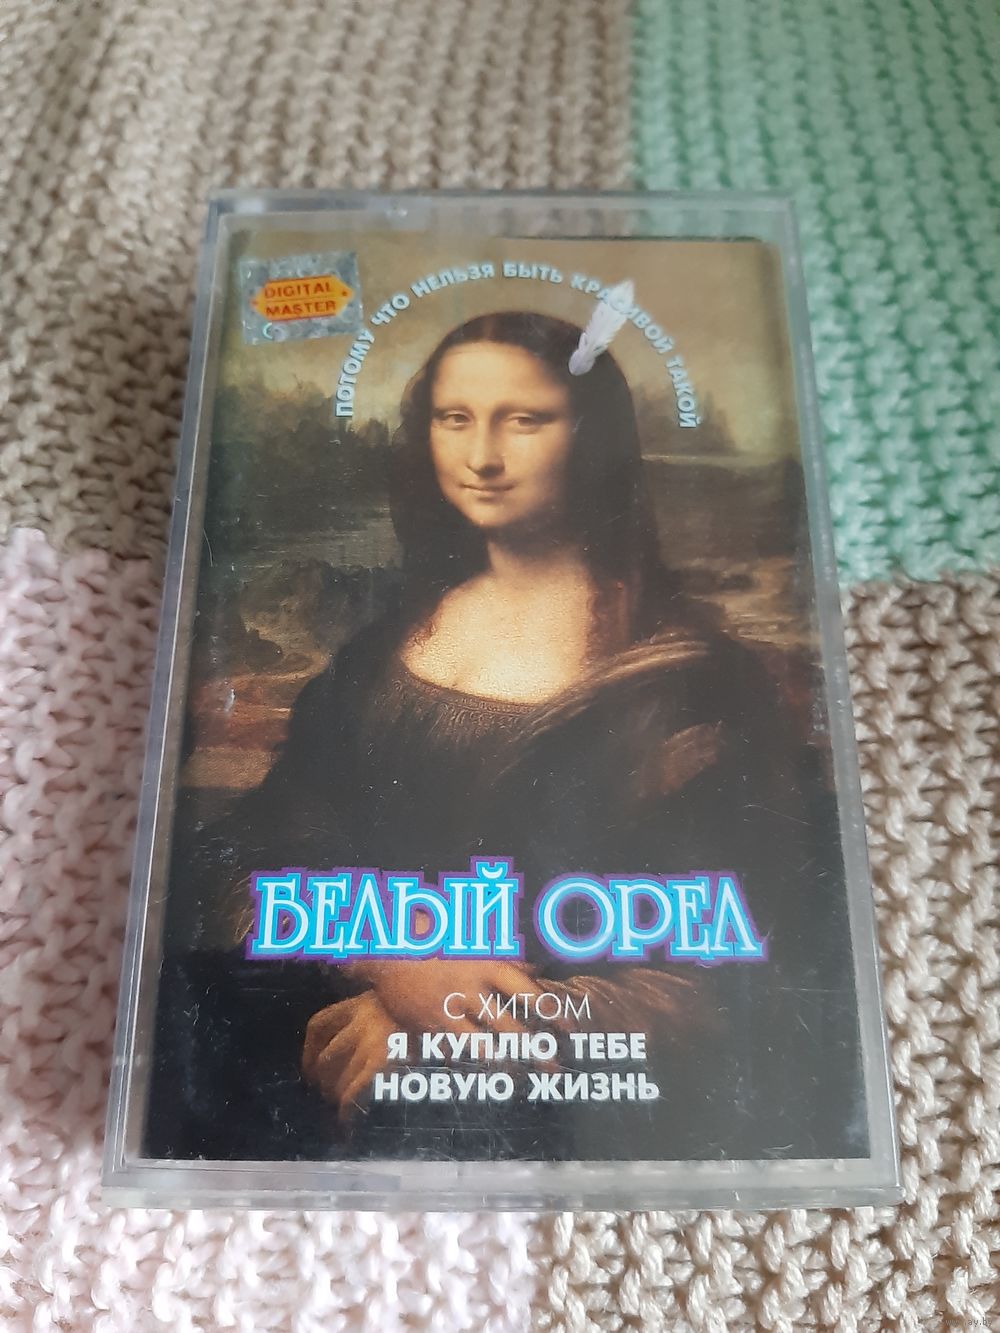 DIGITAL
MASTER
ПОТОМУ ЧТО НЕЛЬЗЯ БЫТЬ КРАСИВОЙ ТАКОЙ
БЕЛЫЙ ОРЕЛ
С ХИТОМ
Я КУПЛЮ ТЕБЕ
НОВУЮ ЖИЗНЬ